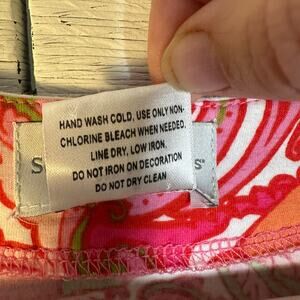 HAND WASH COLD, USE ONLY NON-
CHLORINE BLEACH WHEN NEEDED.
LINE DRY, LOW IRON.
DO NOT IRON ON DECORATION
DO NOT DRY CLEAN